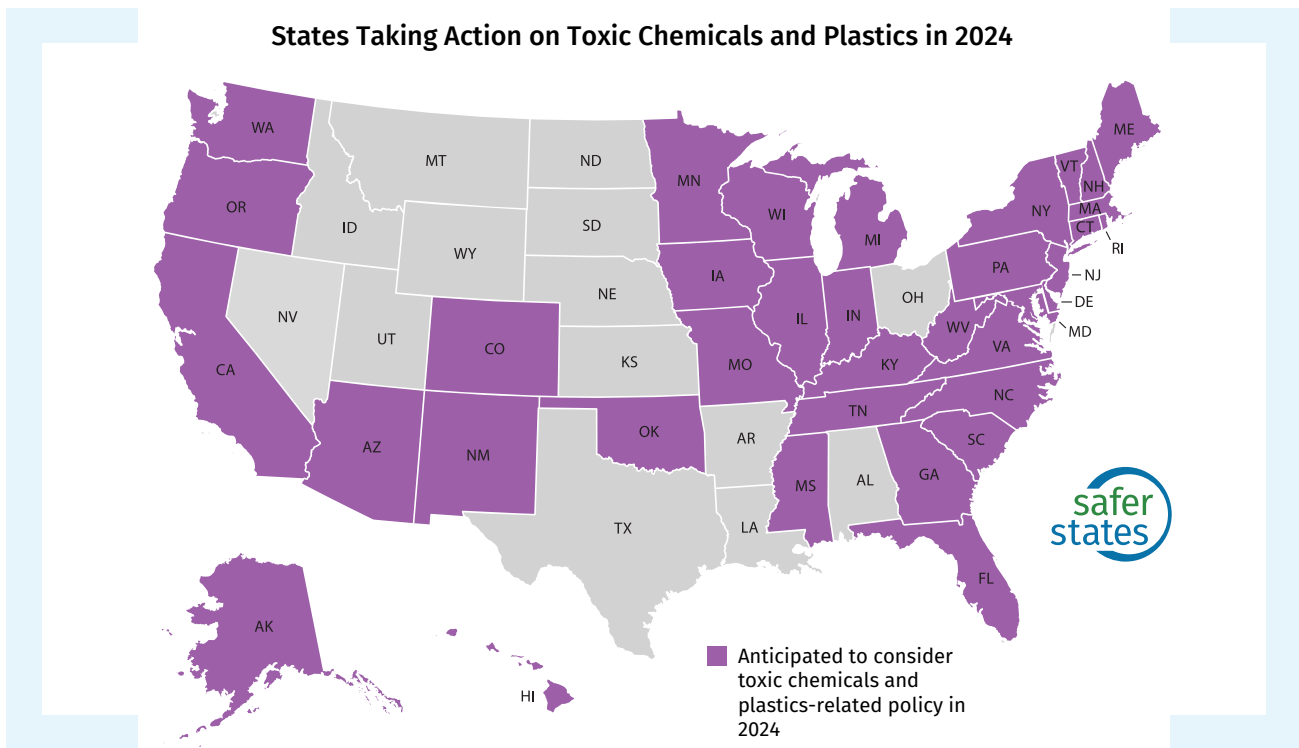 States Taking Action on Toxic Chemicals and Plastics in 2024
WA
MT
ND
MN
ME
VT
NH
OR
ID
WY
SD
WI
MI
NY
MA
CT
RI
NV
UT
NE
IA
IL
IN
OH
PA
NJ
DE
MD
CA
CO
KS
MO
KY
WV
VA
AZ
NM
OK
AR
TN
NC
SC
TX
LA
MS
AL
GA
FL
AK
HI
safer
states
Anticipated to consider
toxic chemicals and
plastics-related policy in
2024